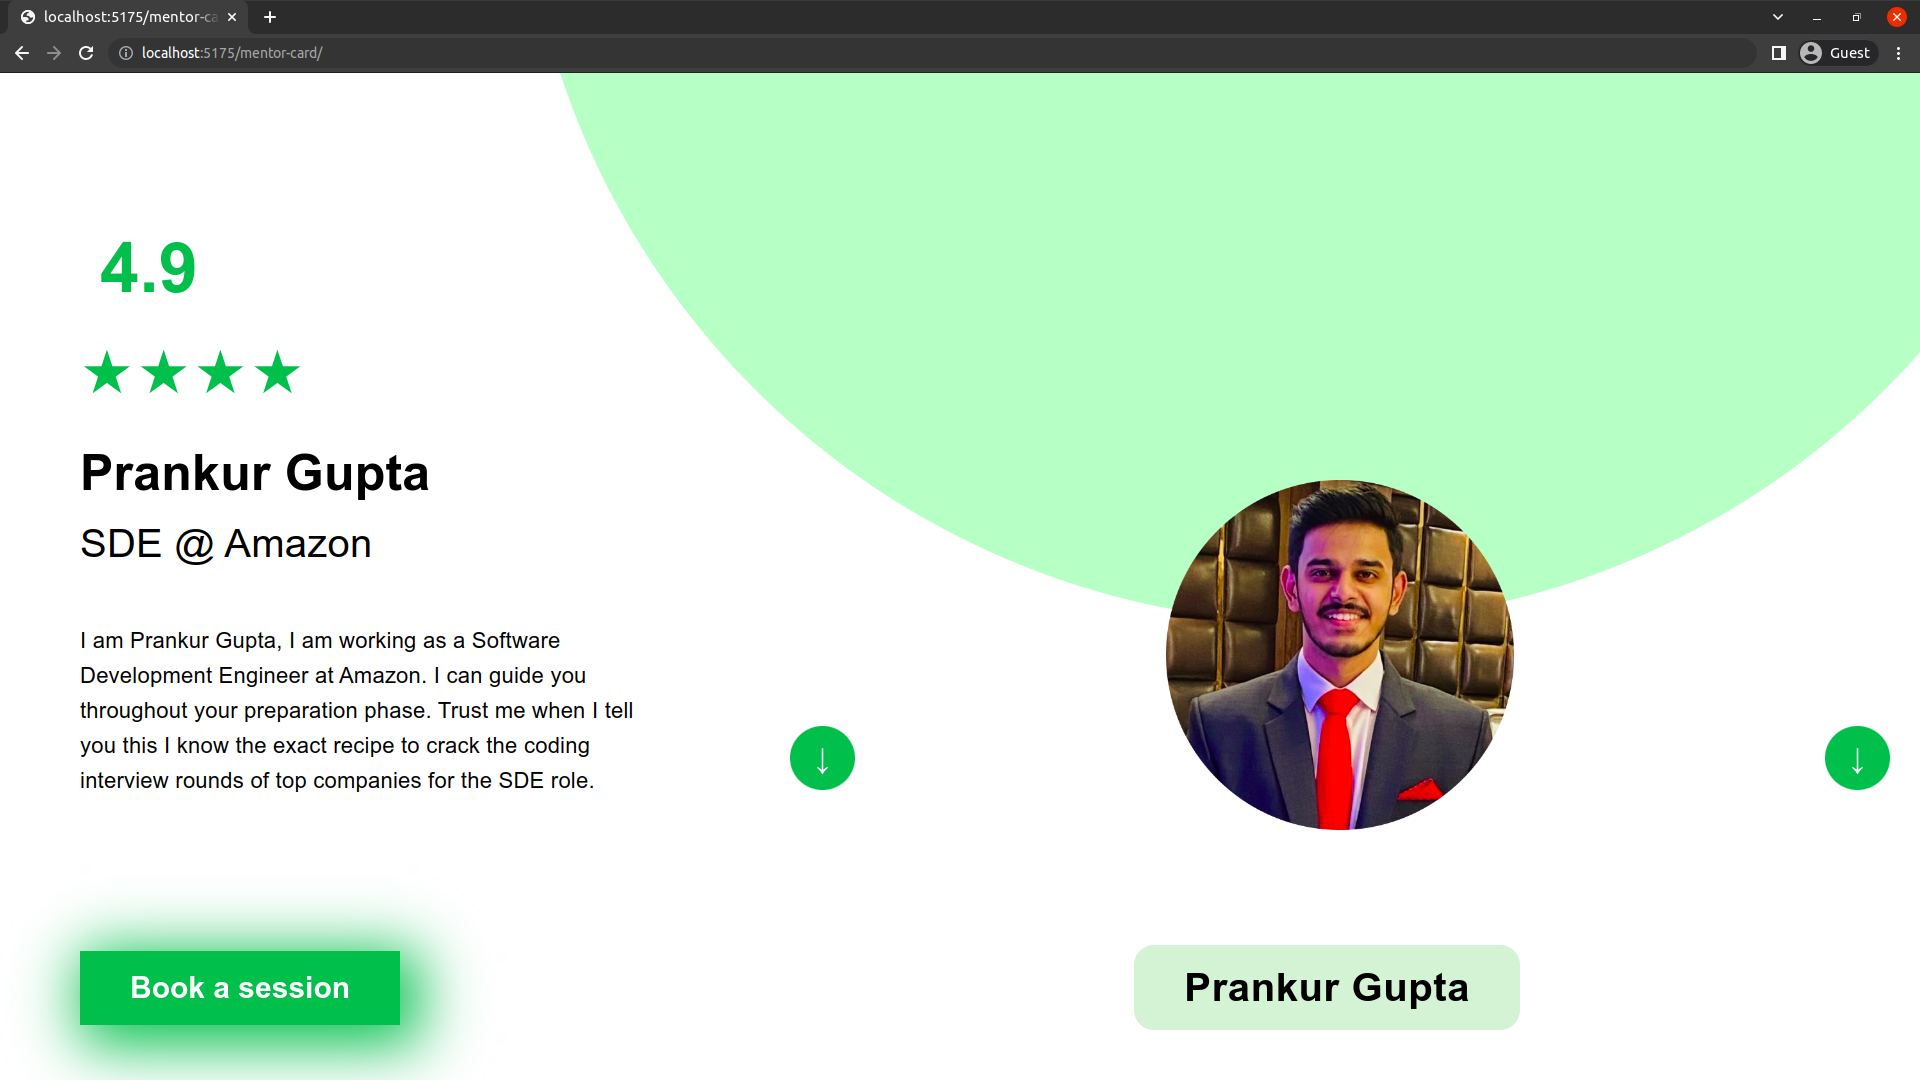 localhost:5175/mentor-ca
localhost:5175/mentor-card/
Guest
4.9
★★★★
Prankur Gupta
SDE @ Amazon
I am Prankur Gupta, I am working as a Software
Development Engineer at Amazon. I can guide you
throughout your preparation phase. Trust me when I tell
you this I know the exact recipe to crack the coding
interview rounds of top companies for the SDE role.
↓
↓
Book a session
Prankur Gupta